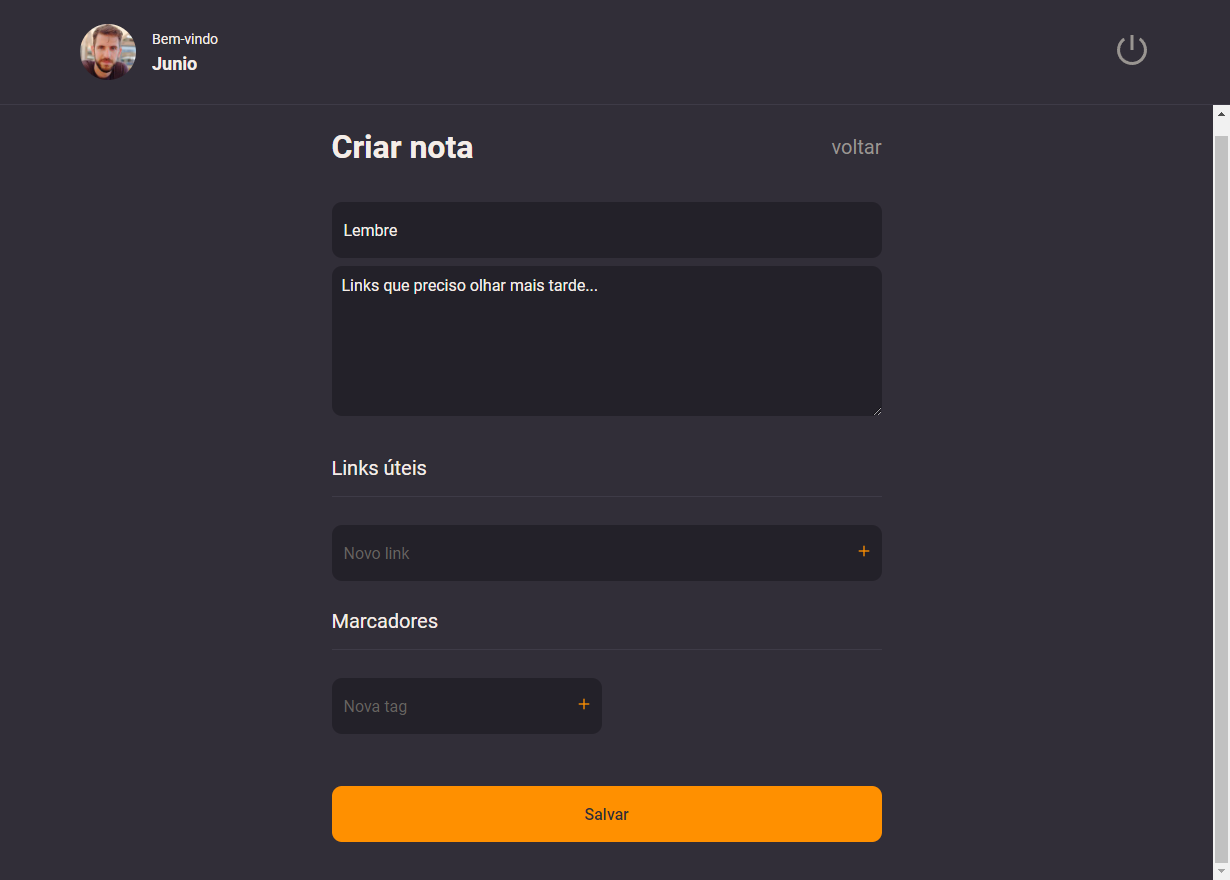 Bem-vindo
Junio
Criar nota
voltar
Lembre
Links que preciso olhar mais tarde...
Links úteis
Novo link +
Marcadores
Nova tag +
Salvar